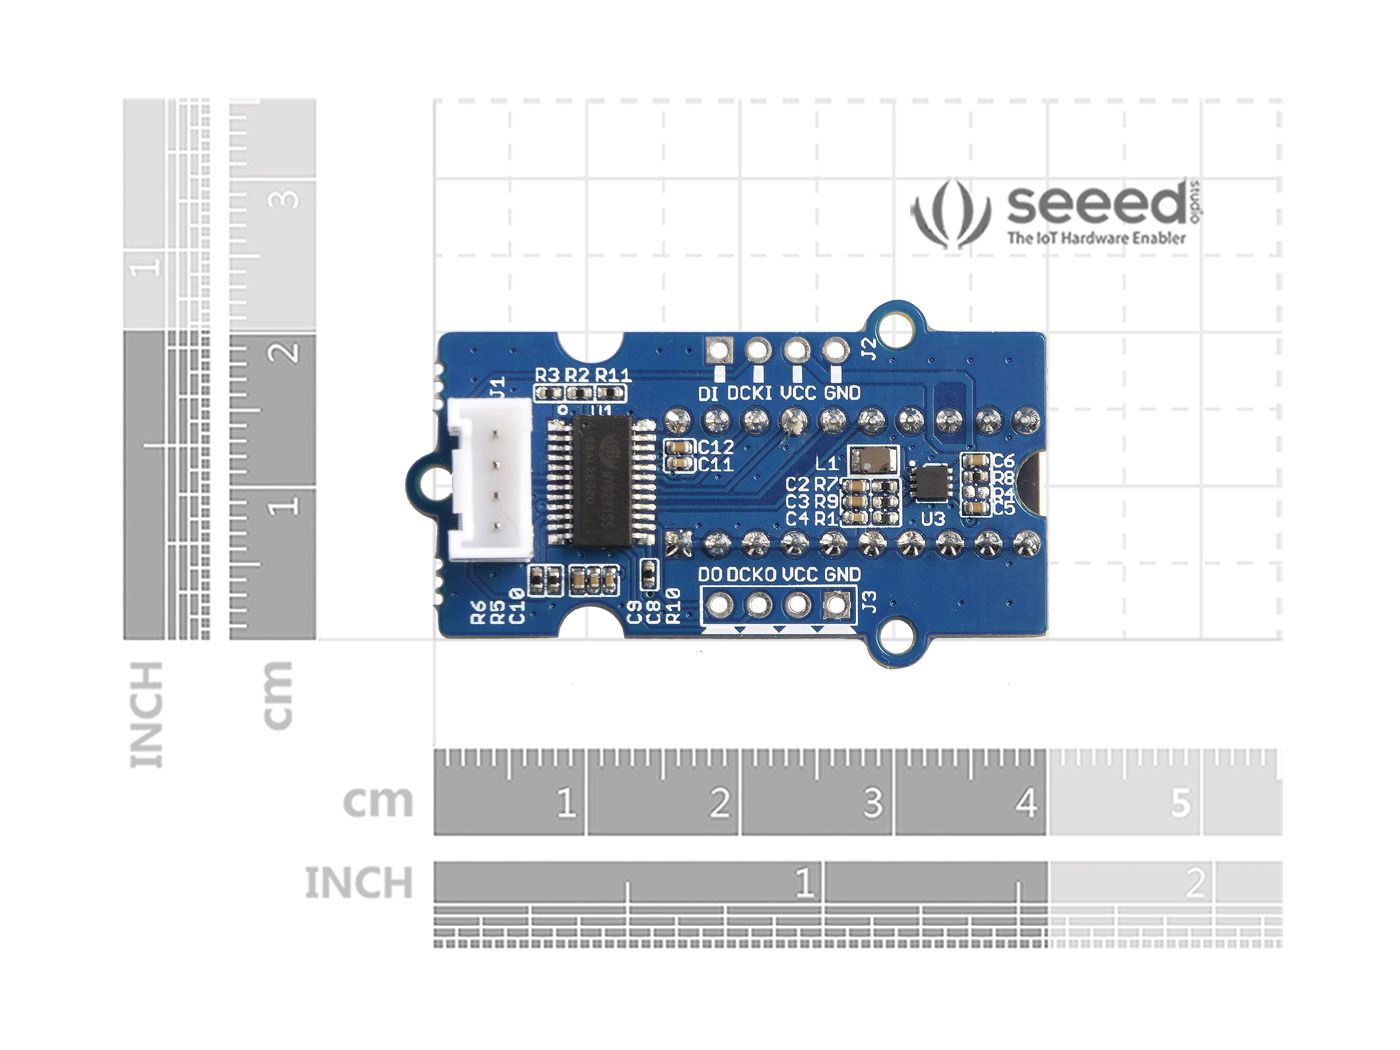 seeed
studio
The IoT Hardware Enabler
3
1
2
1
INCH
cm
J2
DI DCKI VCC GND
R3 R2 R11
J1
U1
C12
C11
L1
C2 R7
C3 R9
C4 R1
U3
C6
R8
R4
C5
DO DCKO VCC GND
J3
R6
R5
C10
C9
C8
R10
cm 1 2 3 4 5
INCH 1 2